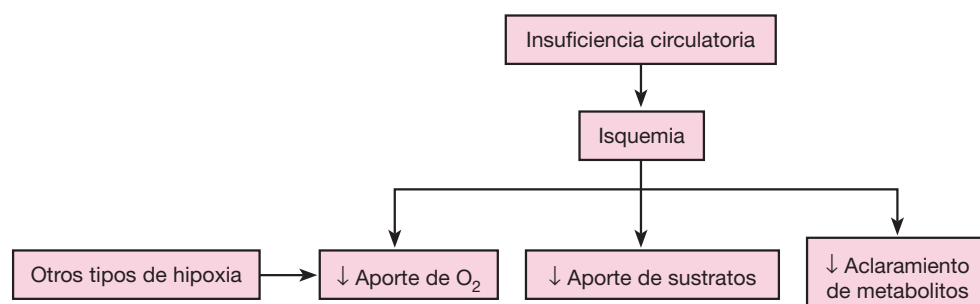 Insuficiencia circulatoria
Isquemia
Otros tipos de hipoxia
↓ Aporte de O₂
↓ Aporte de sustratos
↓ Aclaramiento
de metabolitos